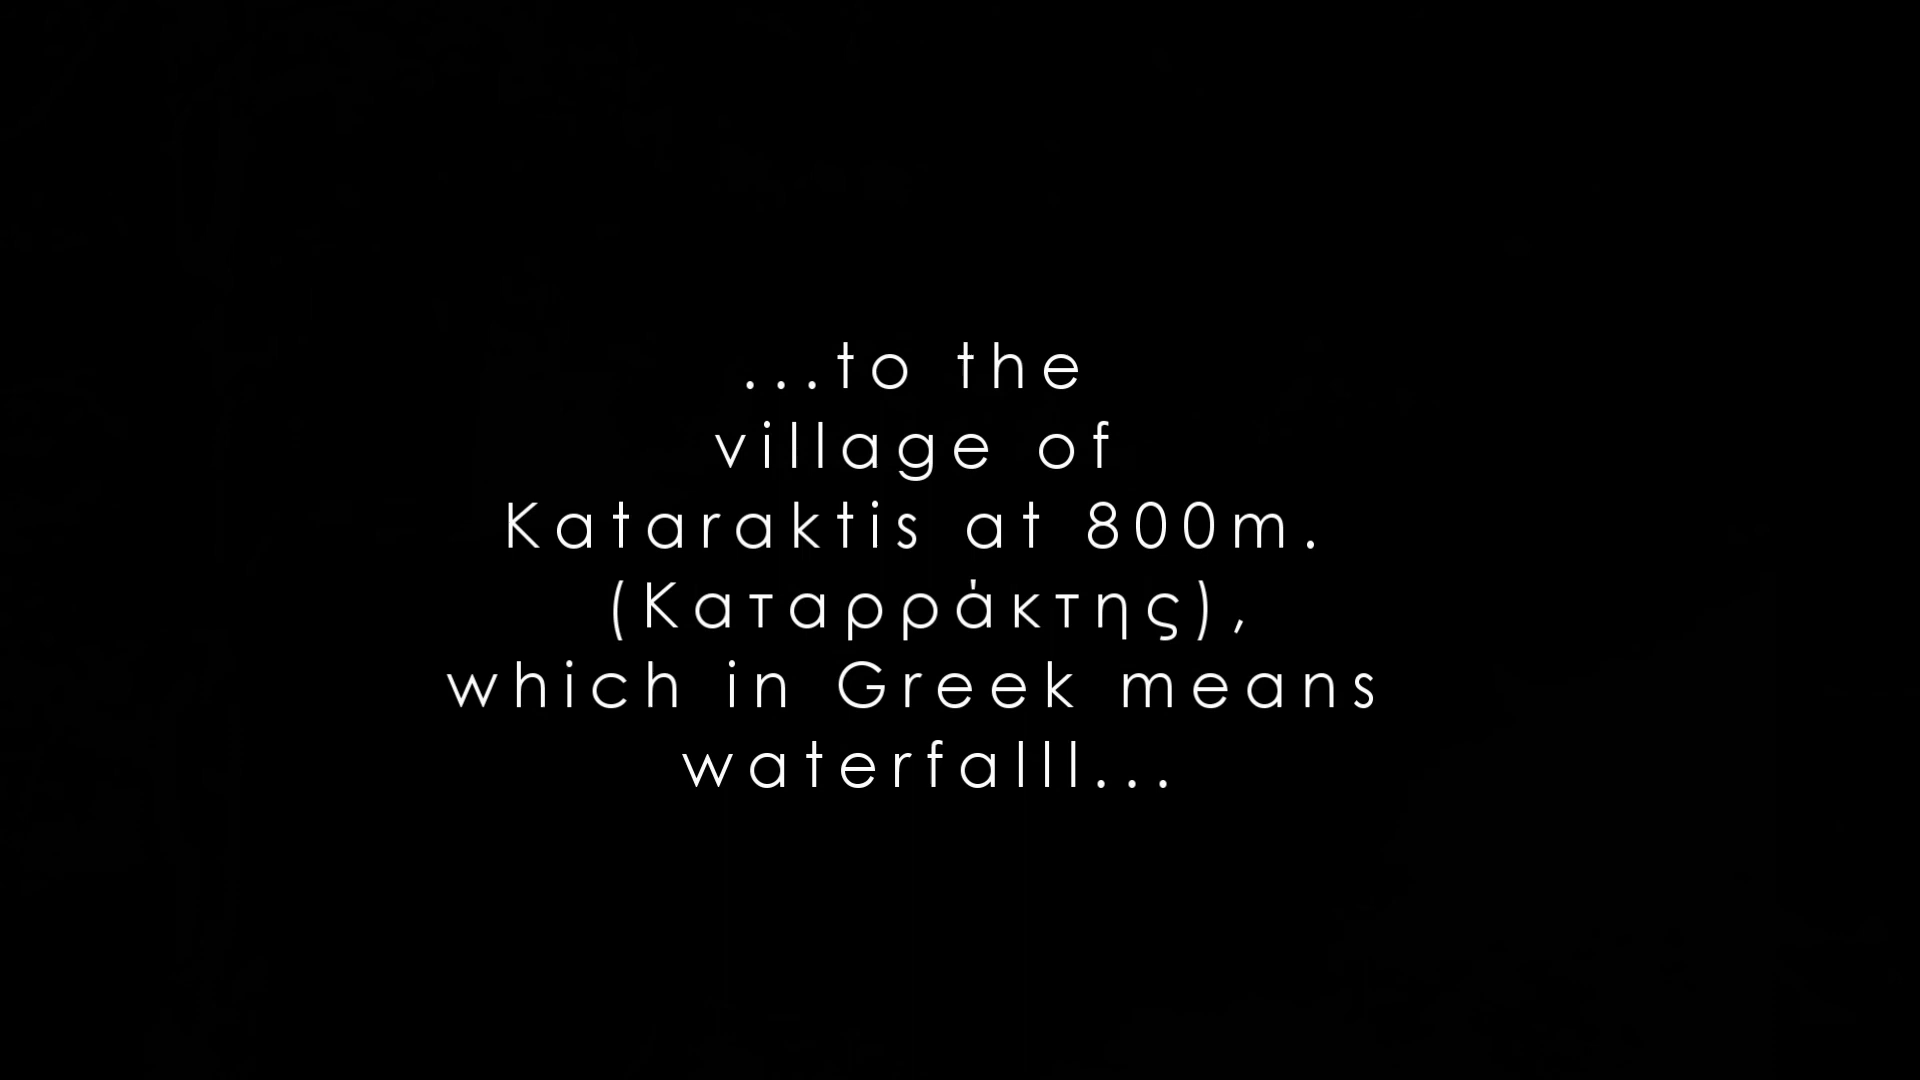 ...to the
village of
Kataraktis at 800m.
(Καταρράκτης),
which in Greek means
waterfalll...